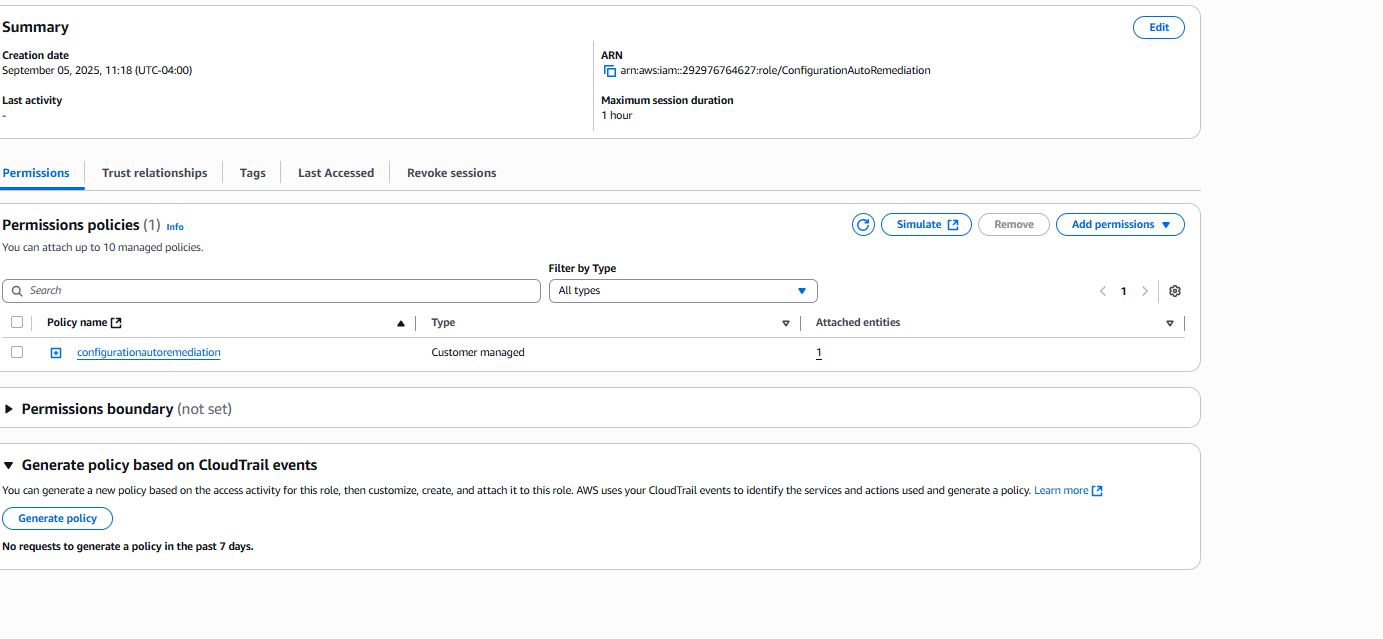 Summary
Edit
Creation date
September 05, 2025, 11:18 (UTC-04:00)
ARN
arn:aws:iam::292976764627:role/ConfigurationAutoRemediation
Last activity
-
Maximum session duration
1 hour
Permissions
Trust relationships
Tags
Last Accessed
Revoke sessions
Permissions policies (1) Info
Simulate
Remove
Add permissions
You can attach up to 10 managed policies.
Filter by Type
Search
All types
1
Policy name
Type
Attached entities
configurationautoremediation
Customer managed
1
Permissions boundary (not set)
Generate policy based on CloudTrail events
You can generate a new policy based on the access activity for this role, then customize, create, and attach it to this role. AWS uses your CloudTrail events to identify the services and actions used and generate a policy. Learn more
Generate policy
No requests to generate a policy in the past 7 days.